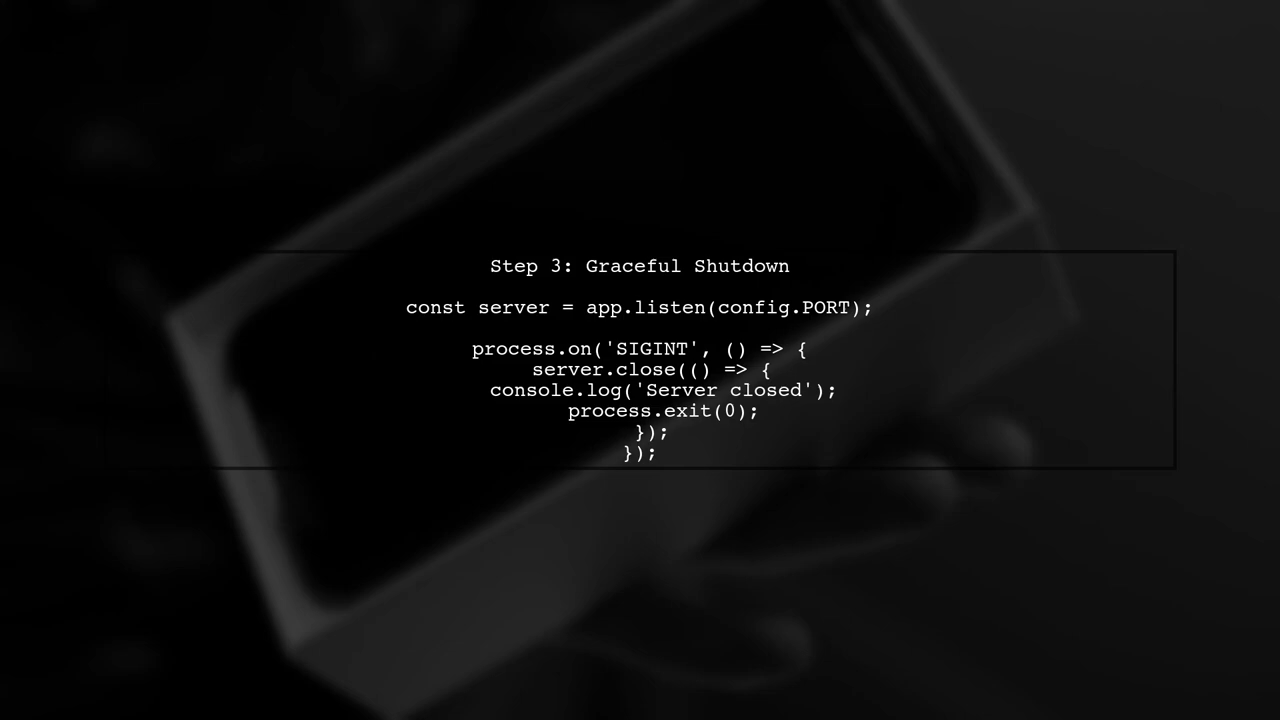 Step 3: Graceful Shutdown
const server = app.listen(config.PORT);
process.on('SIGINT', () => {
server.close(() => {
console.log('Server closed');
process.exit(0);
});
});